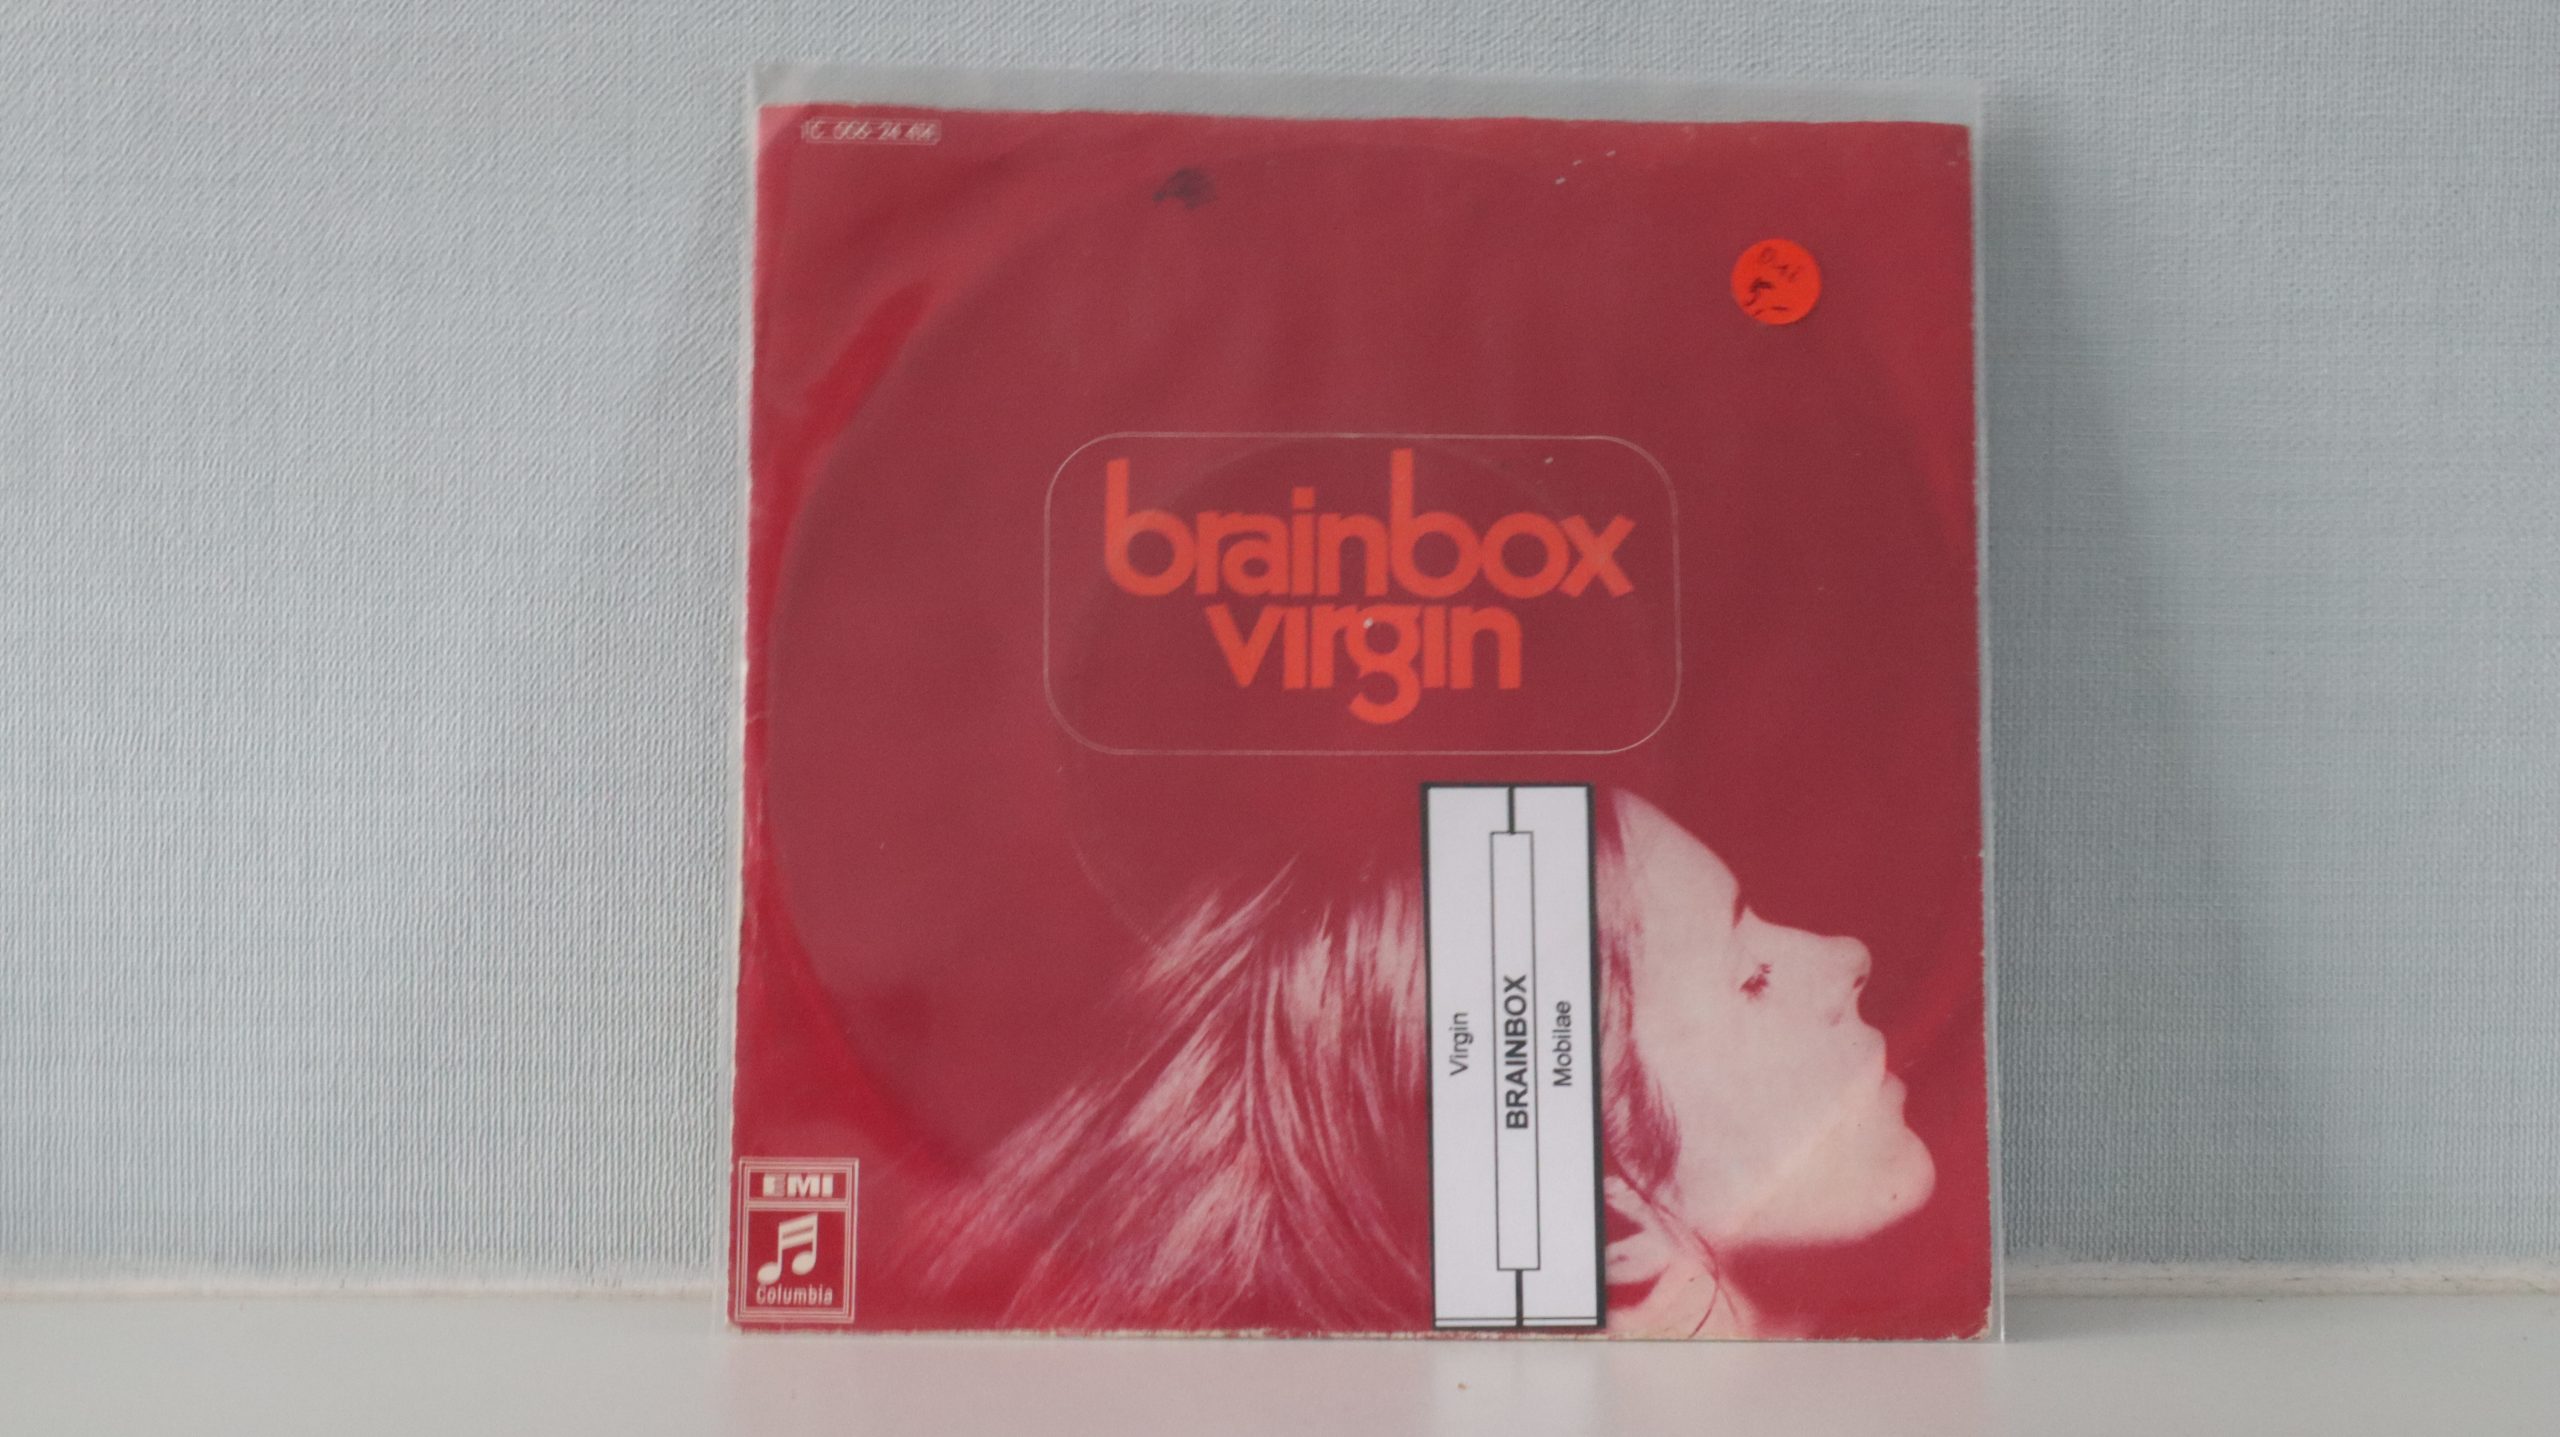 brainbox
virgin
Virgin
BRAINBOX
Mobilae
EMI
Columbia